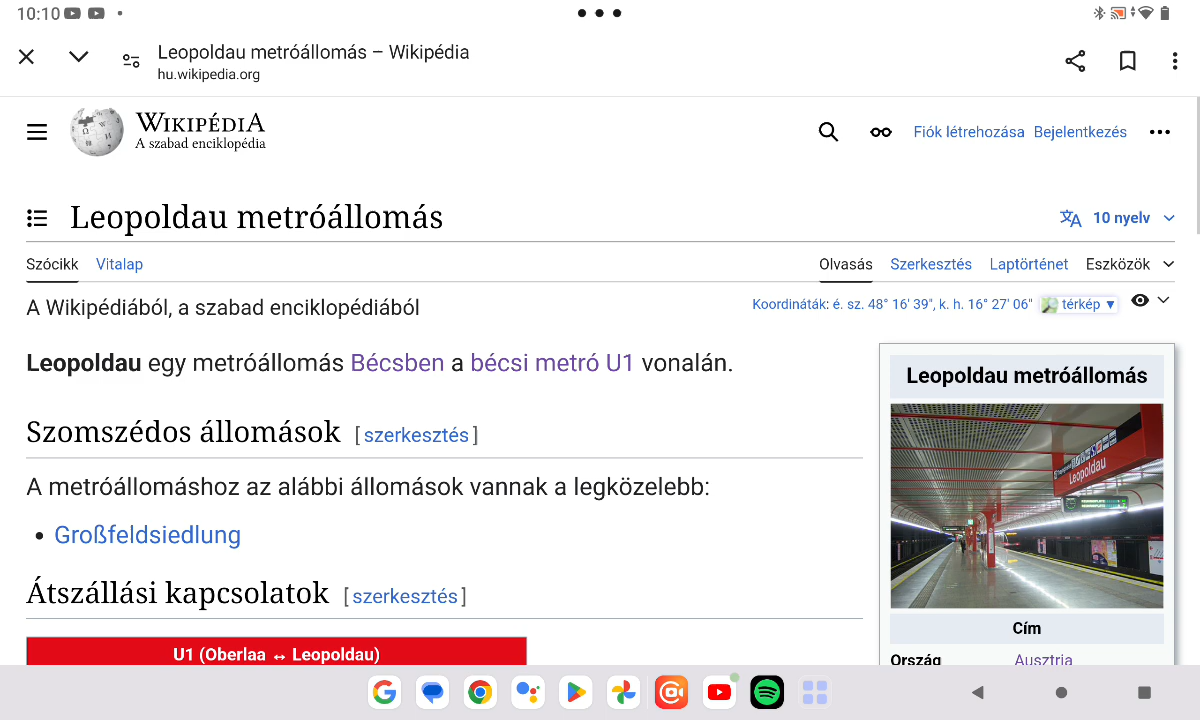 10:10
Leopoldau metróállomás – Wikipédia
hu.wikipedia.org
WIKIPÉDIA
A szabad enciklopédia
Fiók létrehozása Bejelentkezés
Leopoldau metróállomás
10 nyelv
Szócikk Vitalap
Olvasás Szerkesztés Laptörténet Eszközök
A Wikipédiából, a szabad enciklopédiából
Koordináták: é. sz. 48° 16′ 39″, k. h. 16° 27′ 06″ térkép ▼
Leopoldau egy metróállomás Bécsben a bécsi metró U1 vonalán.
Leopoldau metróállomás
Leopoldau
Szomszédos állomások [ szerkesztés ]
A metróállomáshoz az alábbi állomások vannak a legközelebb:
• Großfeldsiedlung
Átszállási kapcsolatok [ szerkesztés ]
Cím
U1 (Oberlaa ↔ Leopoldau)
Ország Ausztria